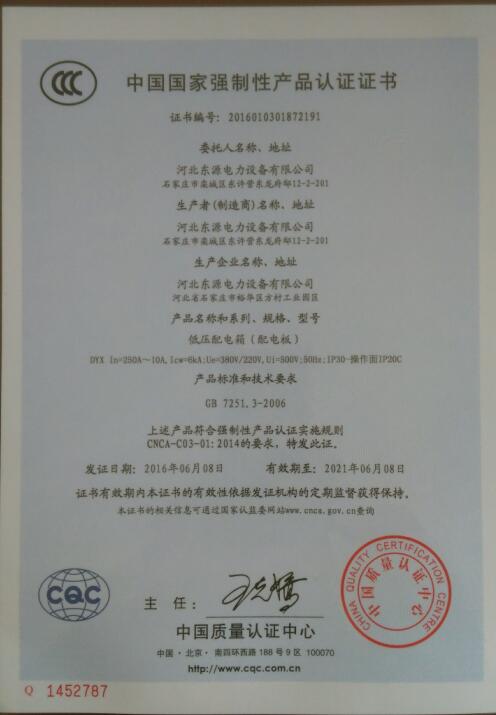 CCC
中国国家强制性产品认证证书
证书编号: 2016010301872191
委托人名称、地址
河北东源电力设备有限公司
石家庄市栾城区东许营东龙府邸12-2-201
生产者(制造商)名称、地址
河北东源电力设备有限公司
石家庄市栾城区东许营东龙府邸12-2-201
生产企业名称、地址
河北东源电力设备有限公司
河北省石家庄市裕华区方村工业园区
产品名称和系列、规格、型号
低压配电箱(配电板)
DYX In=250A~10A,Icw=6kA;Ue=380V/220V,Ui=500V;50Hz;IP30-操作面IP20C
产品标准和技术要求
GB 7251.3-2006
上述产品符合强制性产品认证实施规则
CNCA-C03-01:2014的要求,特发此证。
发证日期: 2016年06月08日 有效期至: 2021年06月08日
证书有效期内本证书的有效性依据发证机构的定期监督获得保持。
本证书的相关信息可通过国家认监委网站www.cnca.gov.cn查询
CHINA QUALITY CERTIFICATION CENTRE
中国质量认证中心
CQC
主 任:
中国质量认证中心
中国·北京·南四环西路188号9区 100070
http://www.cqc.com.cn
Q 1452787